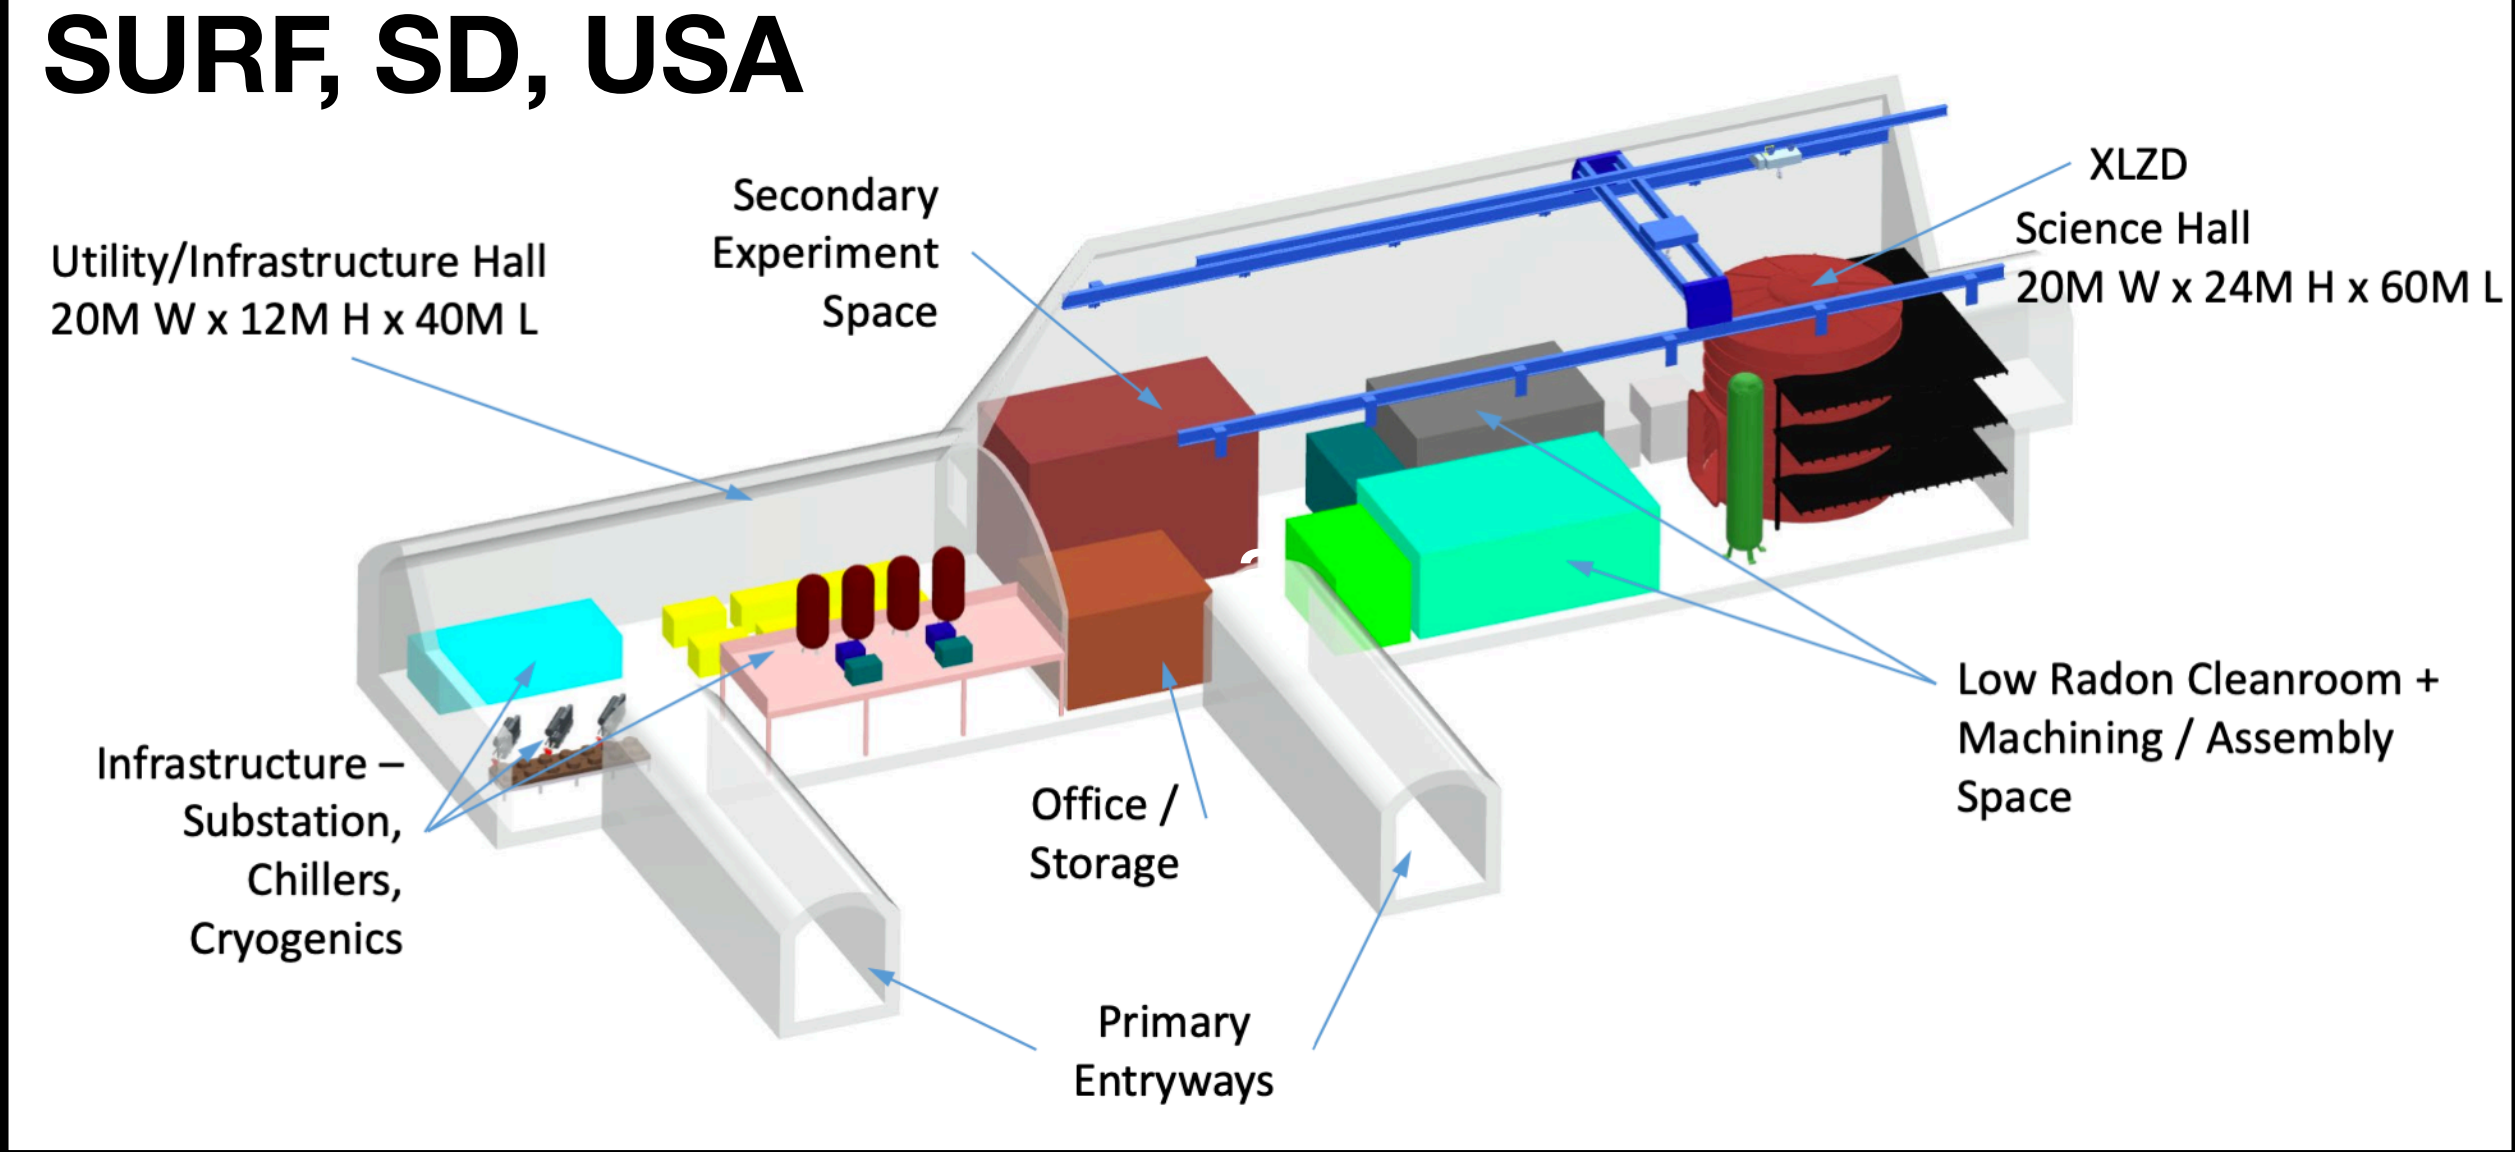 SURF, SD, USA
Secondary
Experiment
Space
Utility/Infrastructure Hall
20M W x 12M H x 40M L
XLZD
Science Hall
20M W x 24M H x 60M L
Infrastructure –
Substation,
Chillers,
Cryogenics
Office /
Storage
Low Radon Cleanroom +
Machining / Assembly
Space
Primary
Entryways